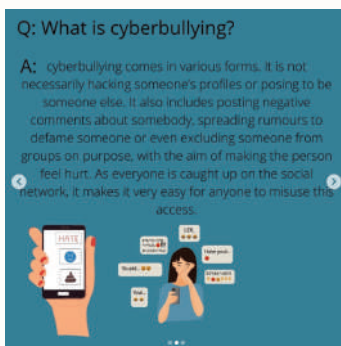 Q: What is cyberbullying?
A: cyberbullying comes in various forms. It is not
necessarily hacking someone's profiles or posing to be
someone else. It also includes posting negative
comments about somebody, spreading rumours to
defame someone or even excluding someone from
groups on purpose, with the aim of making the person
feel hurt. As everyone is caught up on the social
network, it makes it very easy for anyone to misuse this
access.
HATE